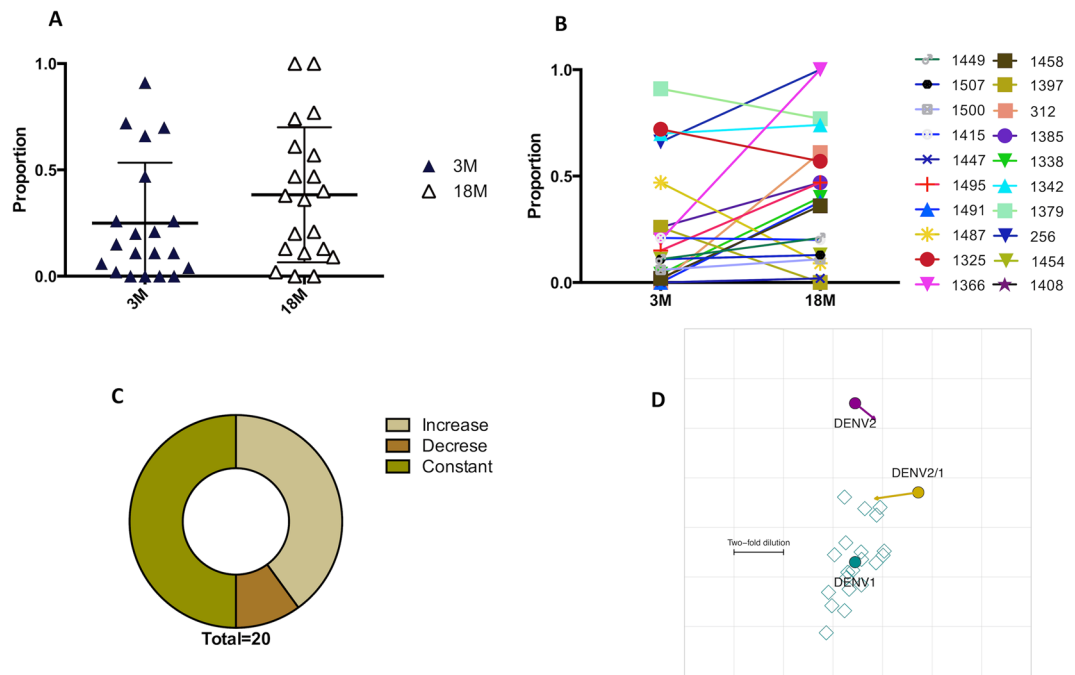 A
Proportion
1.0
0.5
0.0
3M
18M
3M
18M
B
Proportion
1.0
0.5
0.0
3M
18M
1449
1507
1500
1415
1447
1495
1491
1487
1325
1366
1458
1397
312
1385
1338
1342
1379
256
1454
1408
C
Increase
Decrese
Constant
Total=20
D
DENV2
DENV2/1
Two-fold dilution
DENV1